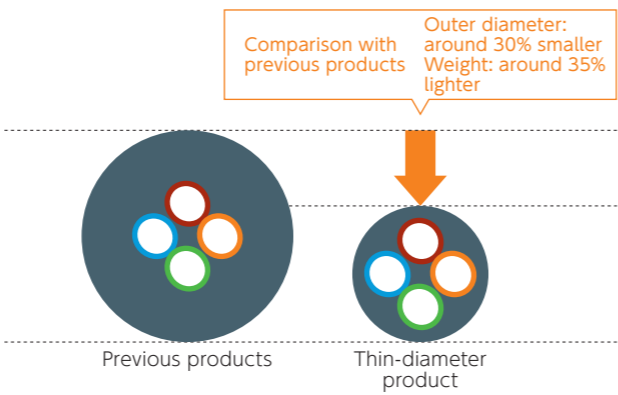 Comparison with
previous products
Outer diameter:
around 30% smaller
Weight: around 35%
lighter
Previous products
Thin-diameter
product